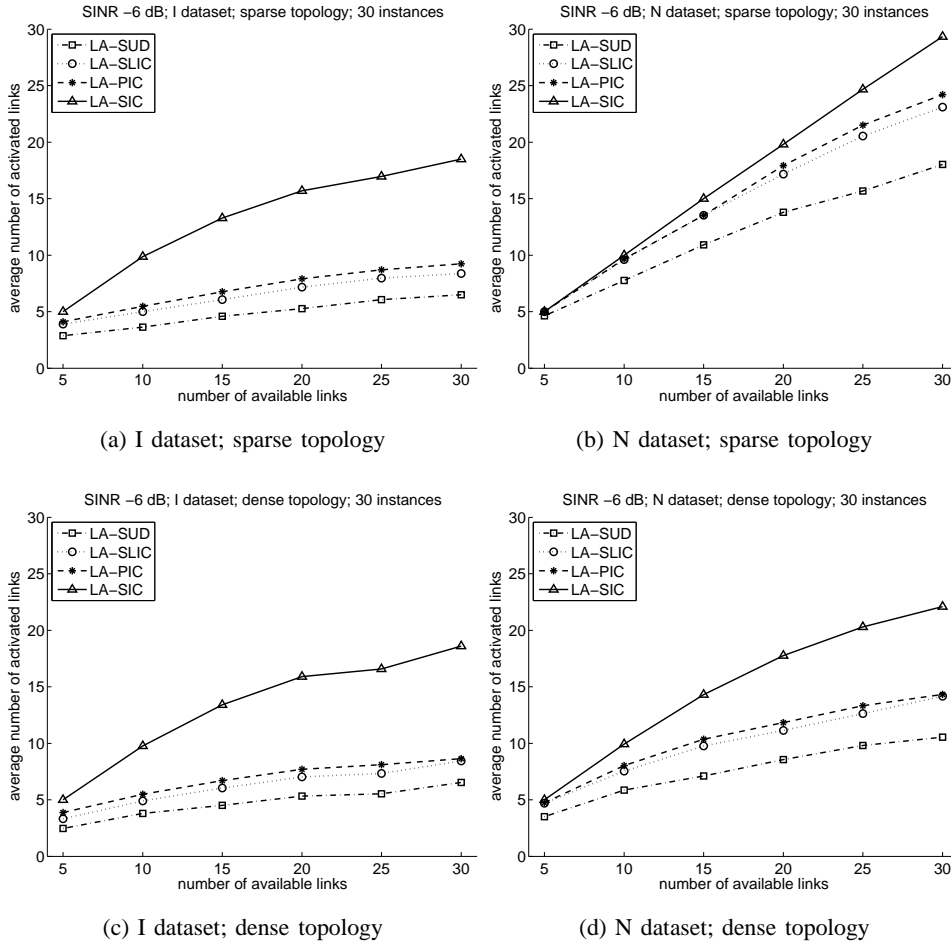 SINR −6 dB; I dataset; sparse topology; 30 instances
30
25
20
15
10
5
0
average number of activated links
LA−SUD
LA−SLIC
LA−PIC
LA−SIC
5 10 15 20 25 30
number of available links
(a) I dataset; sparse topology
SINR −6 dB; N dataset; sparse topology; 30 instances
30
25
20
15
10
5
0
average number of activated links
LA−SUD
LA−SLIC
LA−PIC
LA−SIC
5 10 15 20 25 30
number of available links
(b) N dataset; sparse topology
SINR −6 dB; I dataset; dense topology; 30 instances
30
25
20
15
10
5
0
average number of activated links
LA−SUD
LA−SLIC
LA−PIC
LA−SIC
5 10 15 20 25 30
number of available links
(c) I dataset; dense topology
SINR −6 dB; N dataset; dense topology; 30 instances
30
25
20
15
10
5
0
average number of activated links
LA−SUD
LA−SLIC
LA−PIC
LA−SIC
5 10 15 20 25 30
number of available links
(d) N dataset; dense topology